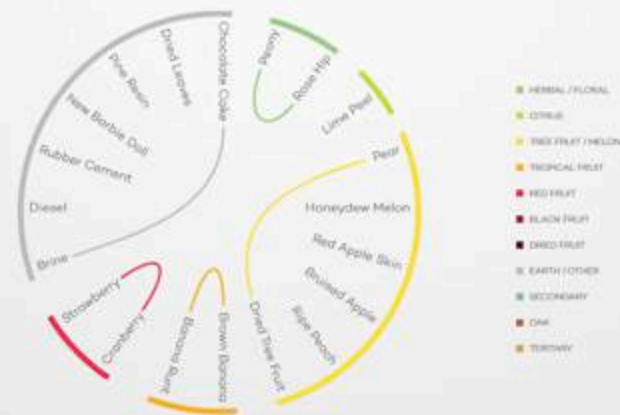 Peony
Rose Hip
Lime Peel
Pear
Honeydew Melon
Red Apple Skin
Bruised Apple
Ripe Peach
Dried Tree Fruit
Brown Banana
Banana Runt
Cranberry
Strawberry
Brine
Diesel
Rubber Cement
New Barbie Doll
Pine Resin
Dried Leaves
Chocolate Cake
HERBAL / FLORAL
CITRUS
TREE FRUIT / MELON
TROPICAL FRUIT
RED FRUIT
BLACK FRUIT
DRIED FRUIT
EARTH / OTHER
SECONDARY
OAK
TERTIARY